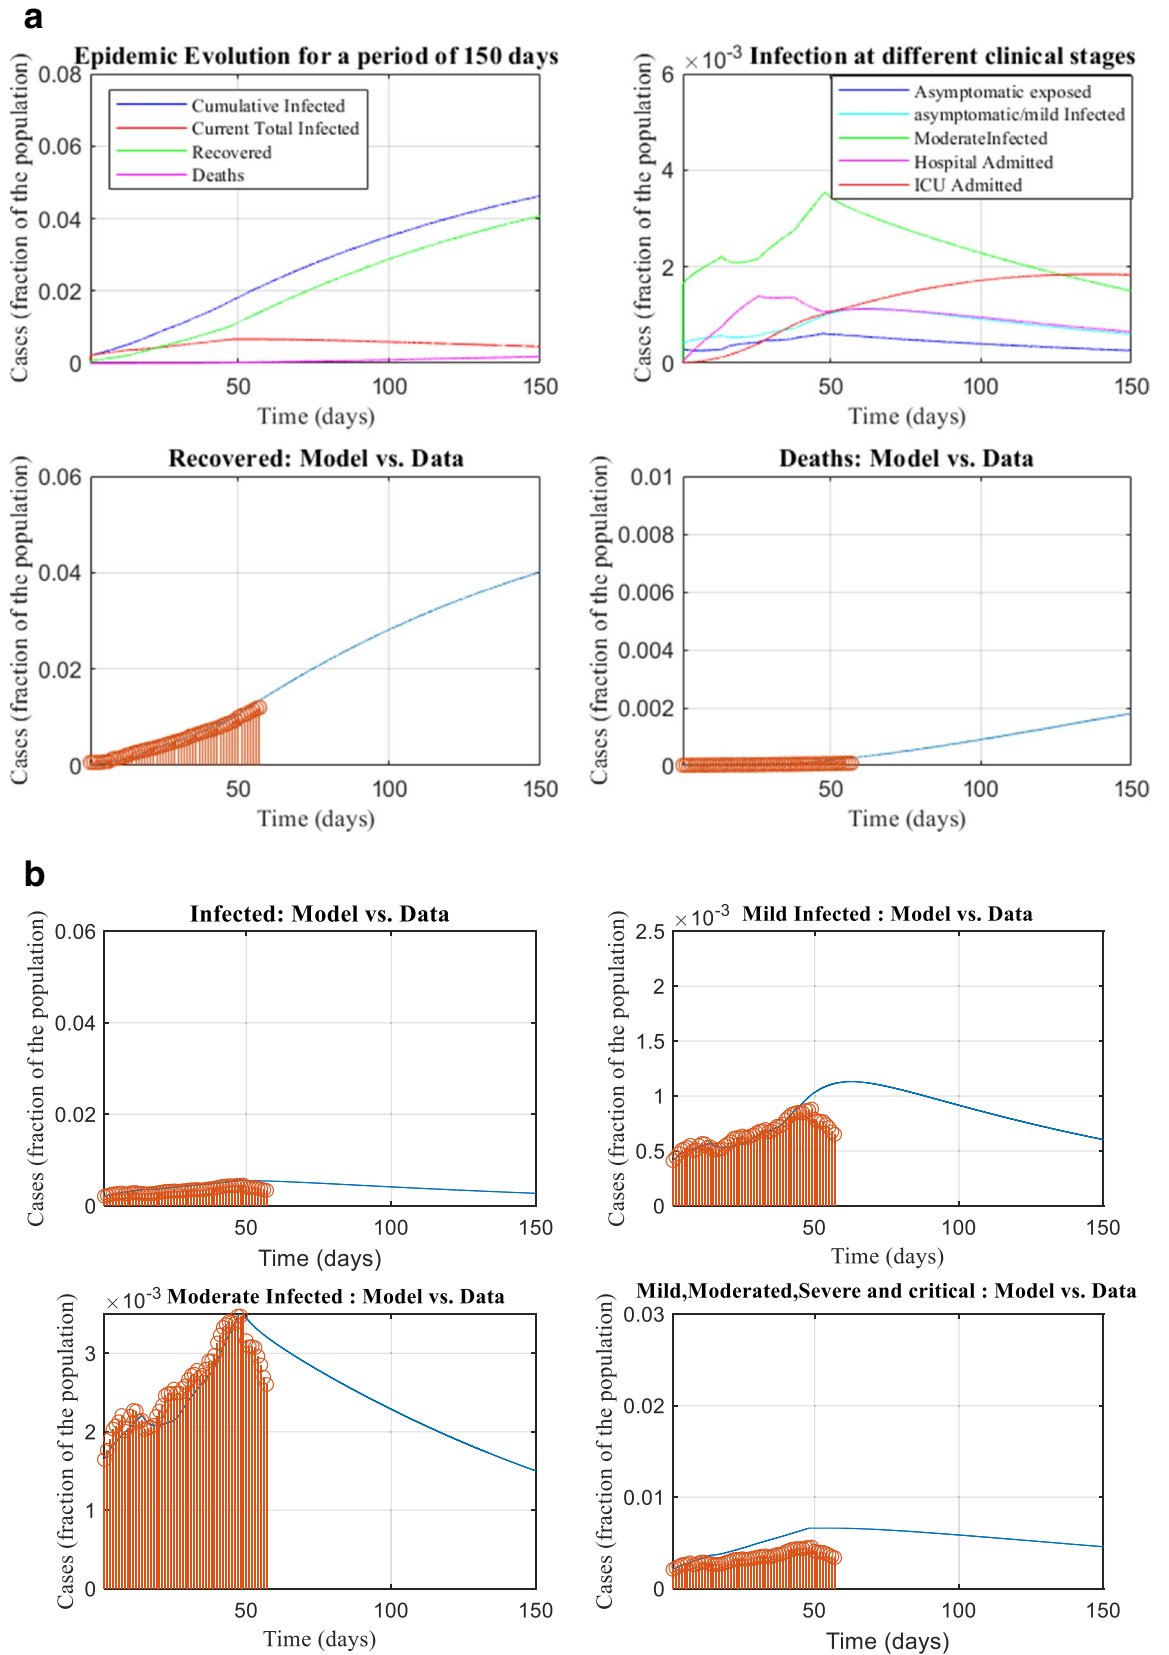 a
Epidemic Evolution for a period of 150 days
Cases (fraction of the population)
0.08
0.06
0.04
0.02
0
Cumulative Infected
Current Total Infected
Recovered
Deaths
50
100
150
Time (days)
×10-3 Infection at different clinical stages
Cases (fraction of the population)
6
4
2
0
Asymptomatic exposed
asymptomatic/mild Infected
ModerateInfected
Hospital Admitted
ICU Admitted
50
100
150
Time (days)
Recovered: Model vs. Data
Cases (fraction of the population)
0.06
0.04
0.02
0
50
100
150
Time (days)
Deaths: Model vs. Data
Cases (fraction of the population)
0.01
0.008
0.006
0.004
0.002
0
50
100
150
Time (days)
b
Infected: Model vs. Data
Cases (fraction of the population)
0.06
0.04
0.02
0
50
100
150
Time (days)
×10-3 Mild Infected : Model vs. Data
Cases (fraction of the population)
2.5
2
1.5
1
0.5
0
50
100
150
Time (days)
×10-3 Moderate Infected : Model vs. Data
Cases (fraction of the population)
3
2
1
0
50
100
150
Time (days)
Mild,Moderated,Severe and critical : Model vs. Data
Cases (fraction of the population)
0.03
0.02
0.01
0
50
100
150
Time (days)